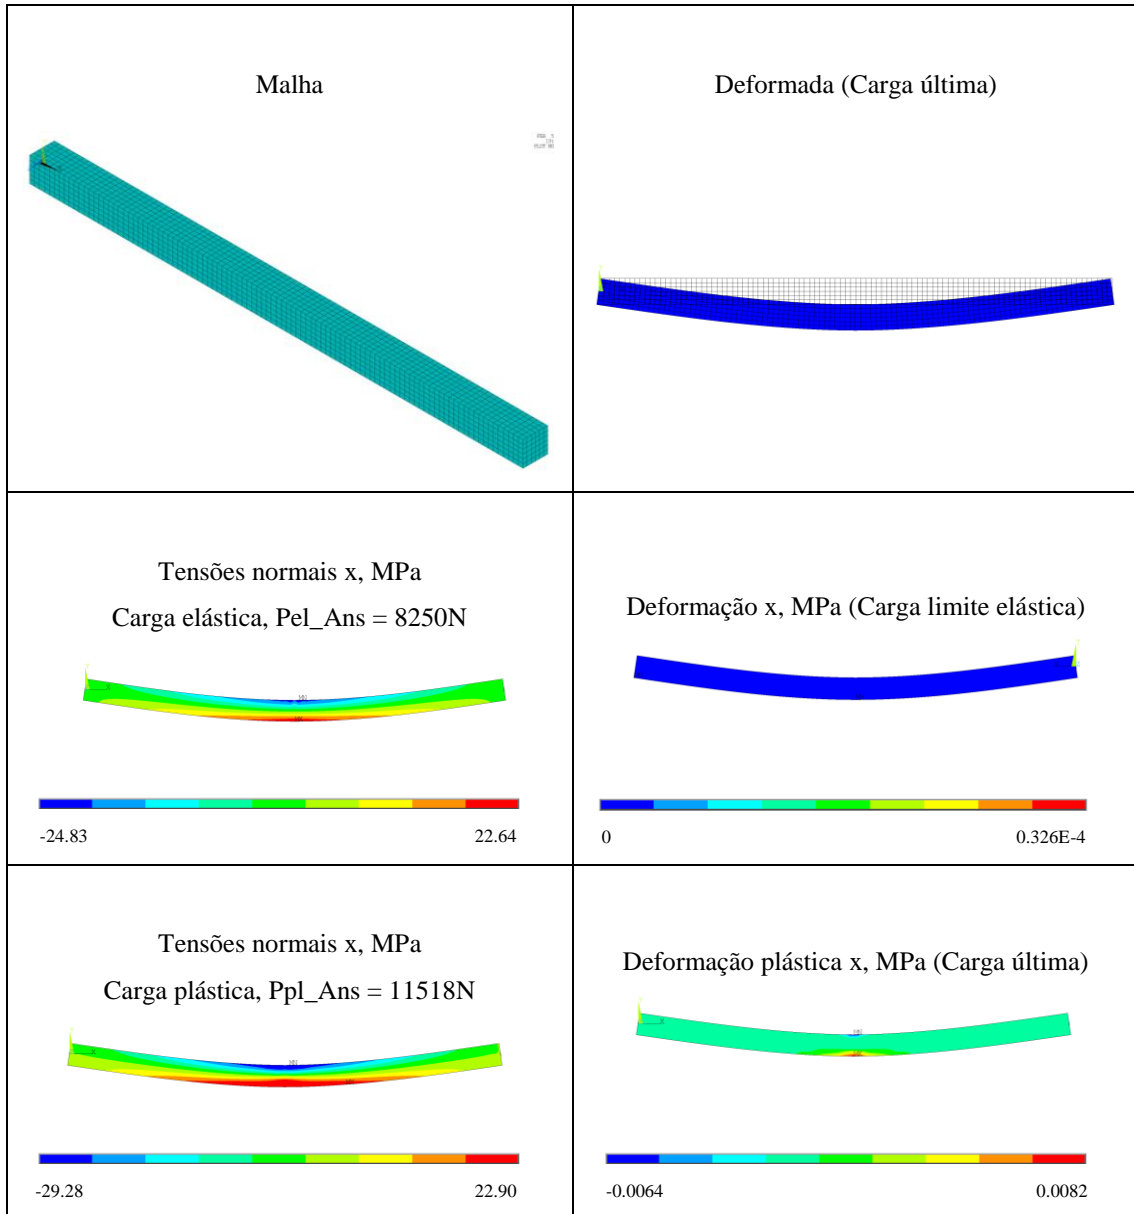 Malha
Deformada (Carga última)
Tensões normais x, MPa
Carga elástica, Pel_Ans = 8250N
-24.83
22.64
Deformação x, MPa (Carga limite elástica)
0
0.326E-4
Tensões normais x, MPa
Carga plástica, Ppl_Ans = 11518N
-29.28
22.90
Deformação plástica x, MPa (Carga última)
-0.0064
0.0082